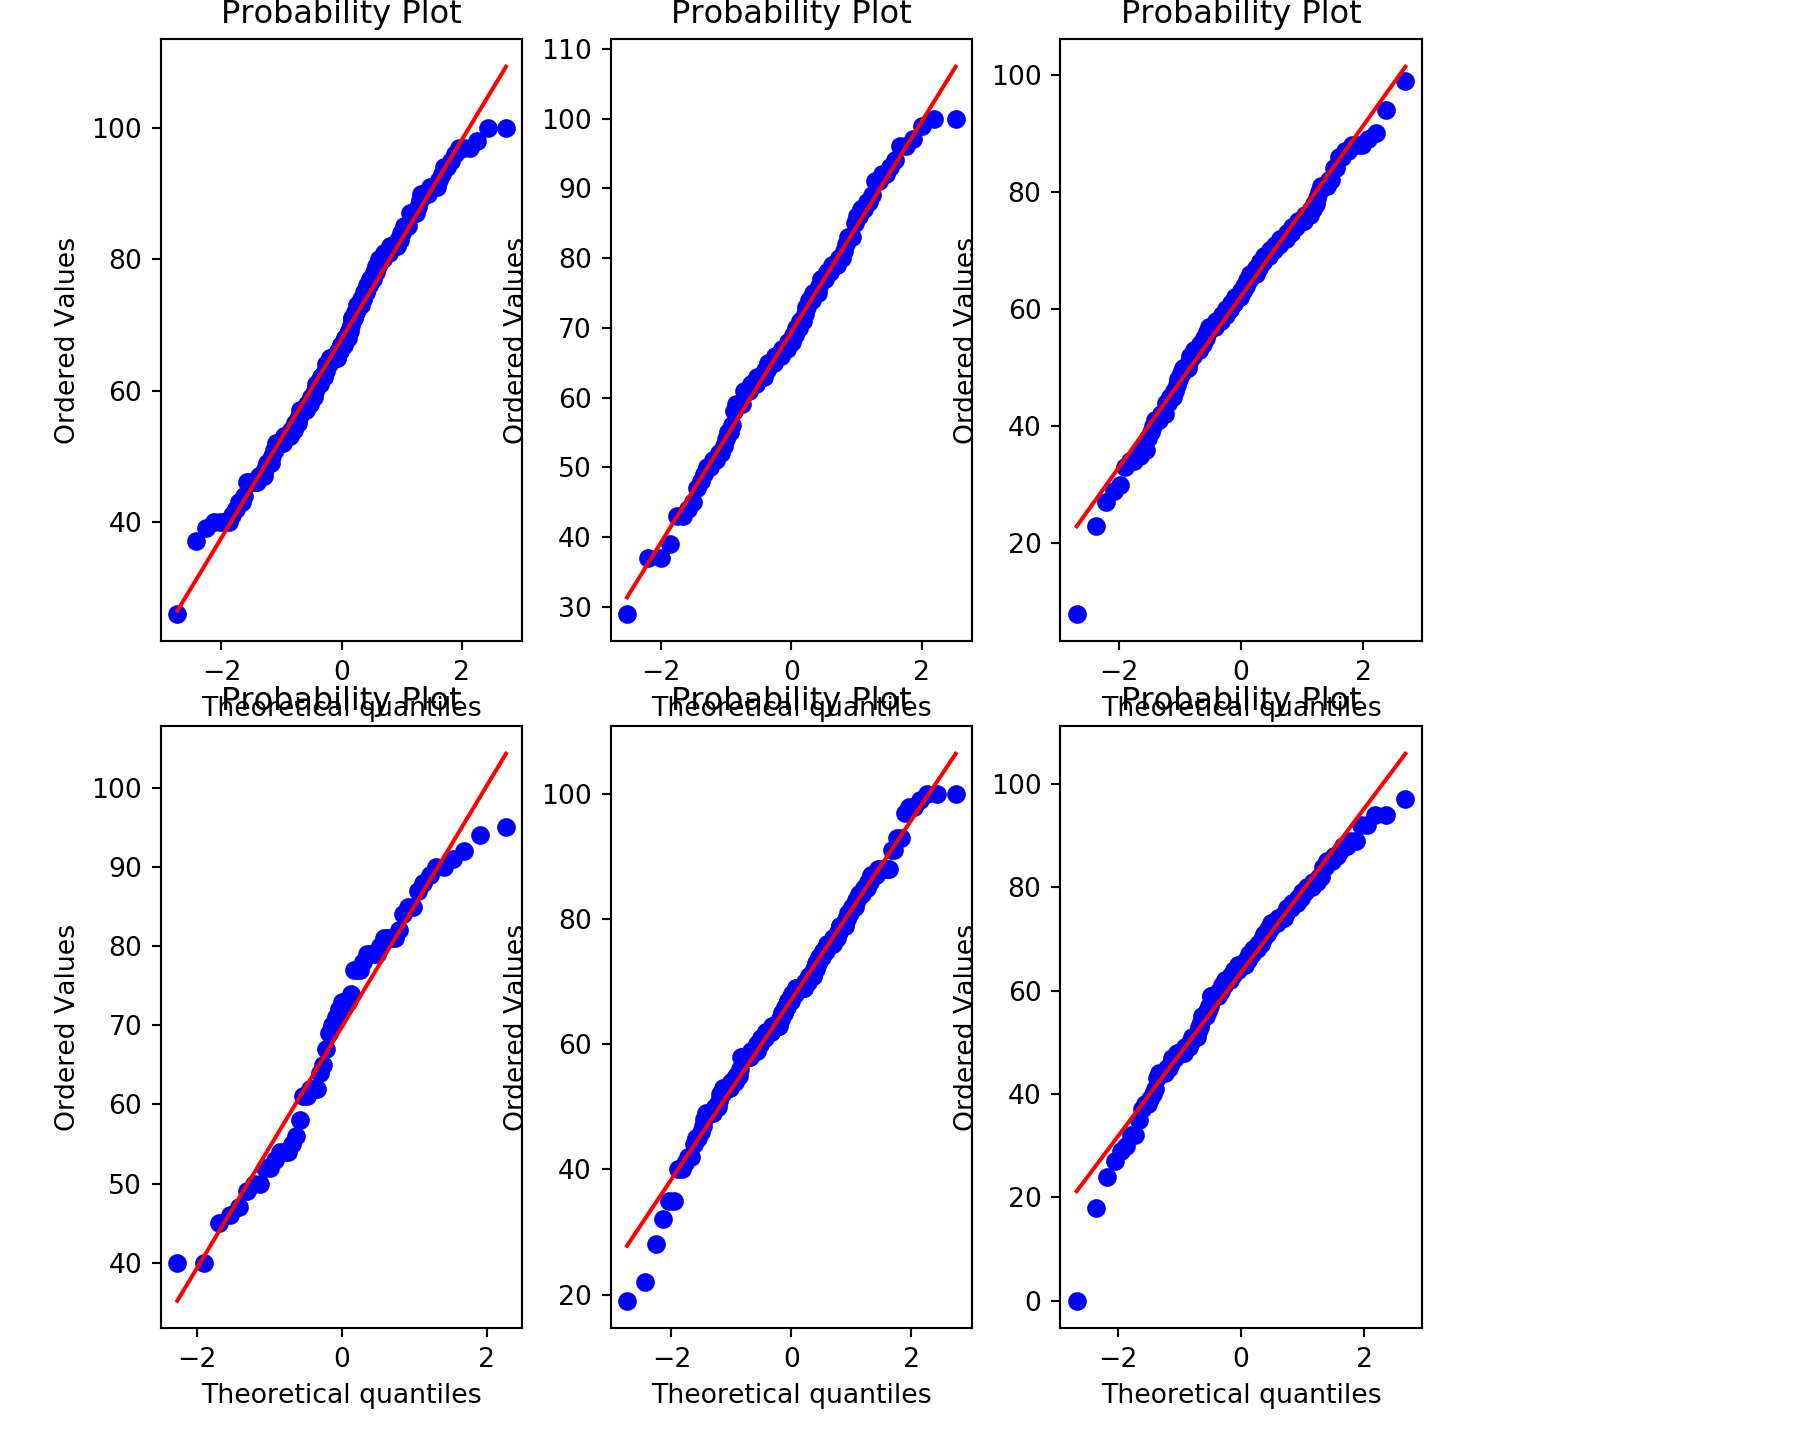 Probability Plot Probability Plot Probability Plot
110
100 100 100
90
80 80 80
70
60 60 60
50
40 40 40
30
20
Ordered Values Ordered Values Ordered Values
−2 0 2 −2 0 2 −2 0 2
Theoretical quantiles Theoretical quantiles Theoretical quantiles
Probability Plot Probability Plot Probability Plot
100 100 100
90
80 80 80
70
60 60 60
50
40 40 40
20 20
0
Ordered Values Ordered Values Ordered Values
−2 0 2 −2 0 2 −2 0 2
Theoretical quantiles Theoretical quantiles Theoretical quantiles